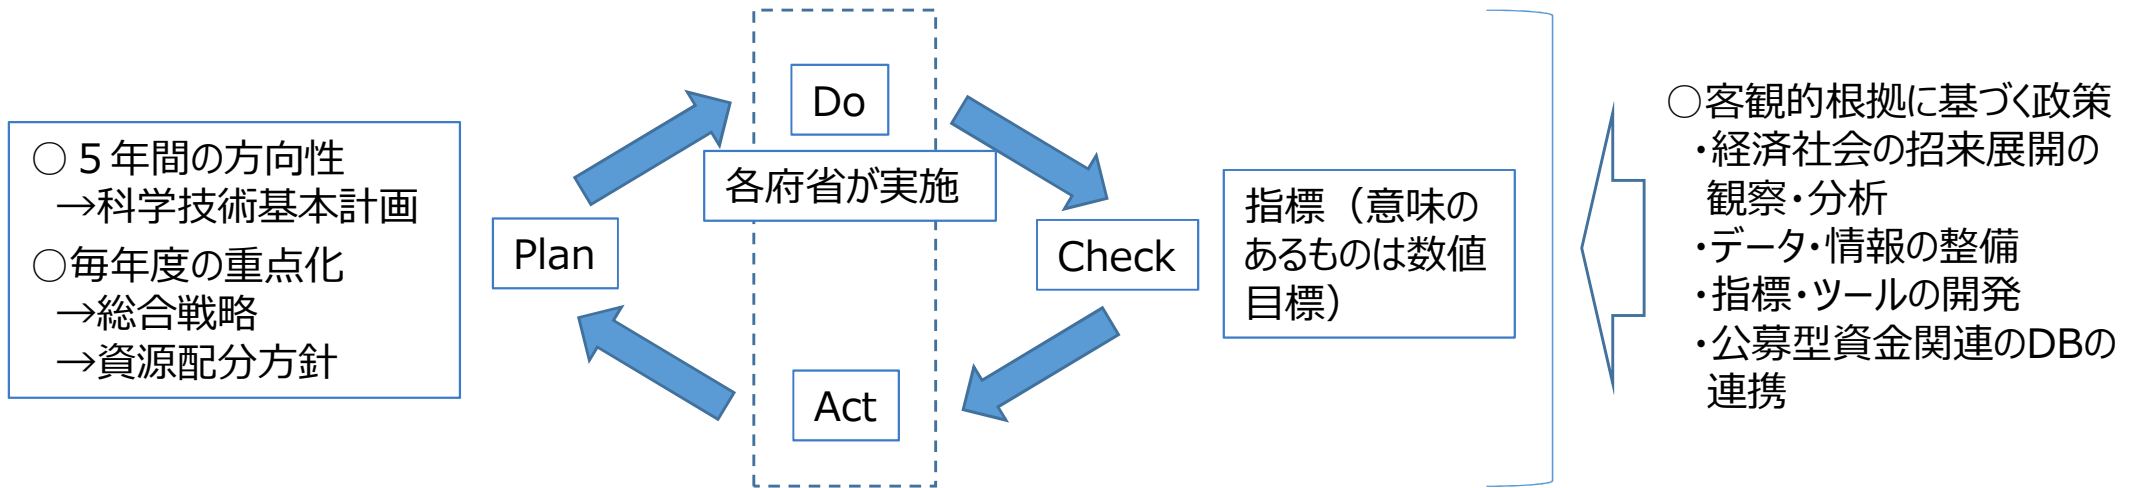 ○５年間の方向性
→科学技術基本計画
○毎年度の重点化
→総合戦略
→資源配分方針
Plan
Do
各府省が実施
Check
Act
指標（意味の
あるものは数値
目標）
○客観的根拠に基づく政策
・経済社会の招来展開の
観察・分析
・データ・情報の整備
・指標・ツールの開発
・公募型資金関連のDBの
連携